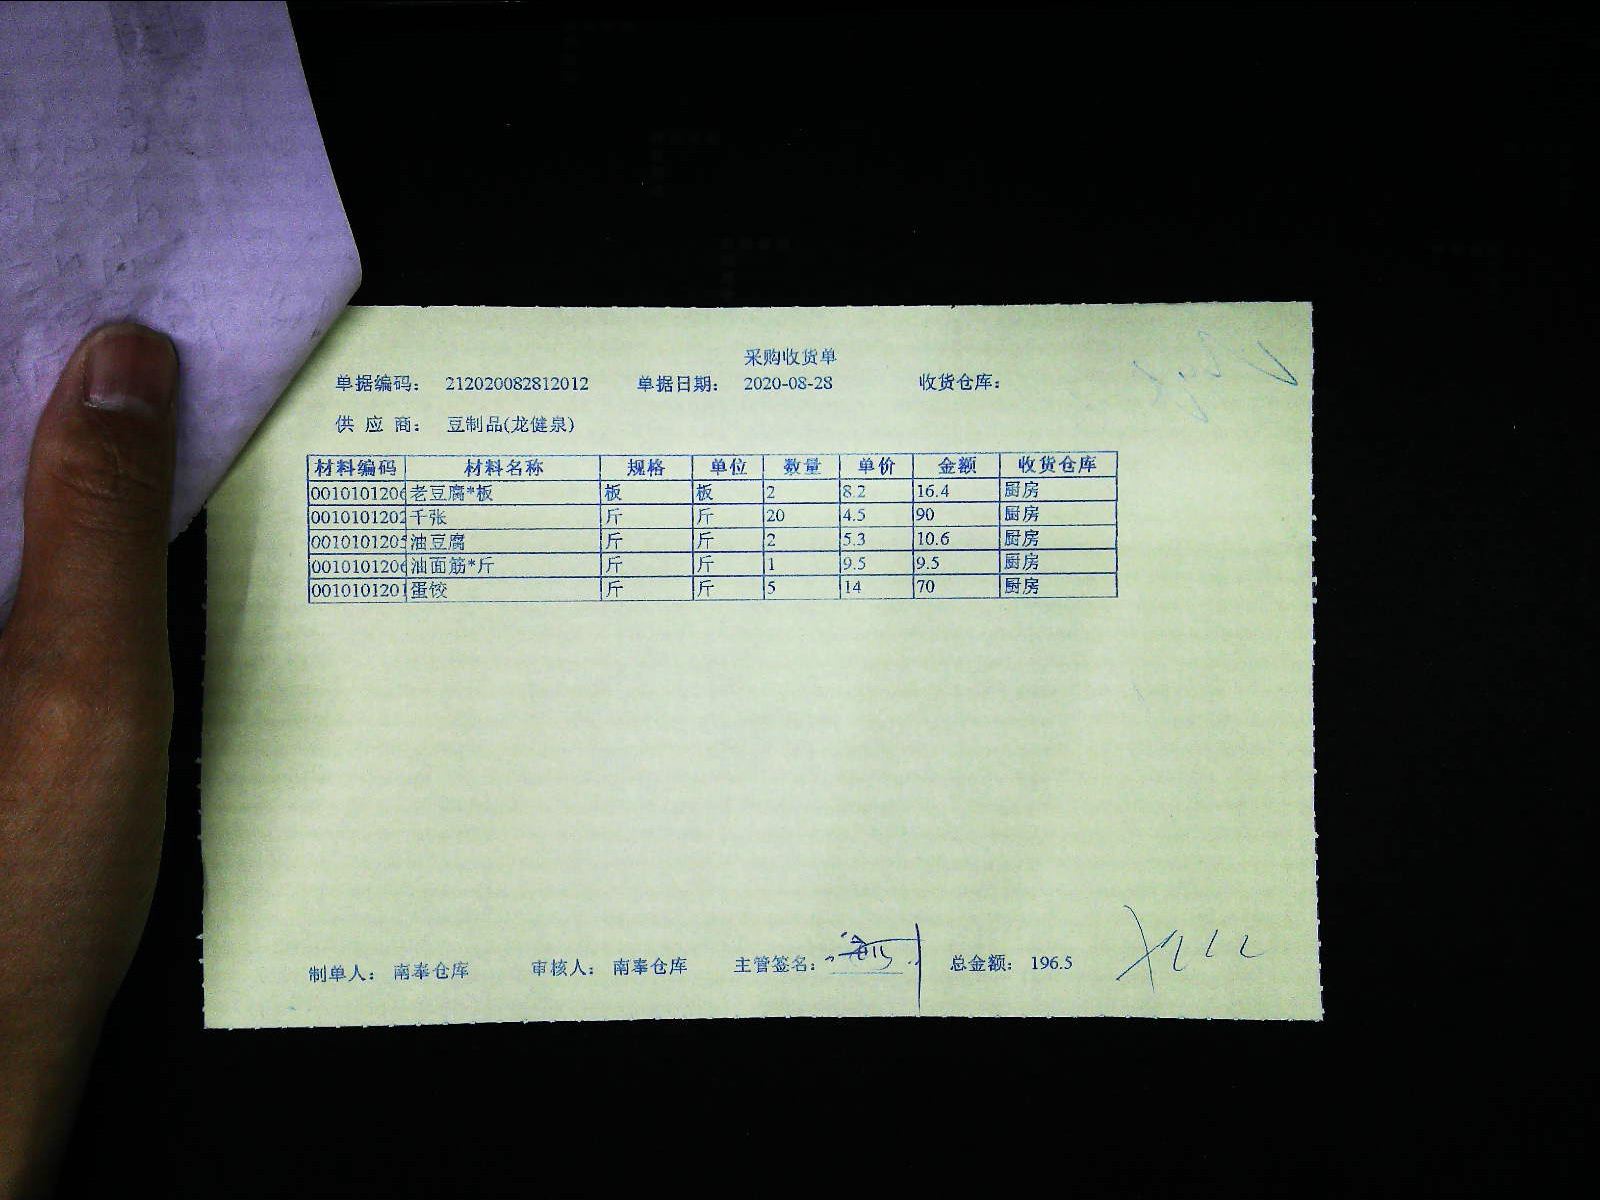 采购收货单
单据编码： 212020082812012 单据日期： 2020-08-28 收货仓库：
供 应 商： 豆制品(龙健泉)
材料编码 材料名称 规格 单位 数量 单价 金额 收货仓库
0010101206 老豆腐*板 板 板 2 8.2 16.4 厨房
0010101202 千张 斤 斤 20 4.5 90 厨房
0010101205 油豆腐 斤 斤 2 5.3 10.6 厨房
0010101206 油面筋*斤 斤 斤 1 9.5 9.5 厨房
0010101201 蛋饺 斤 斤 5 14 70 厨房
制单人： 南奉仓库 审核人： 南奉仓库 主管签名： 总金额： 196.5